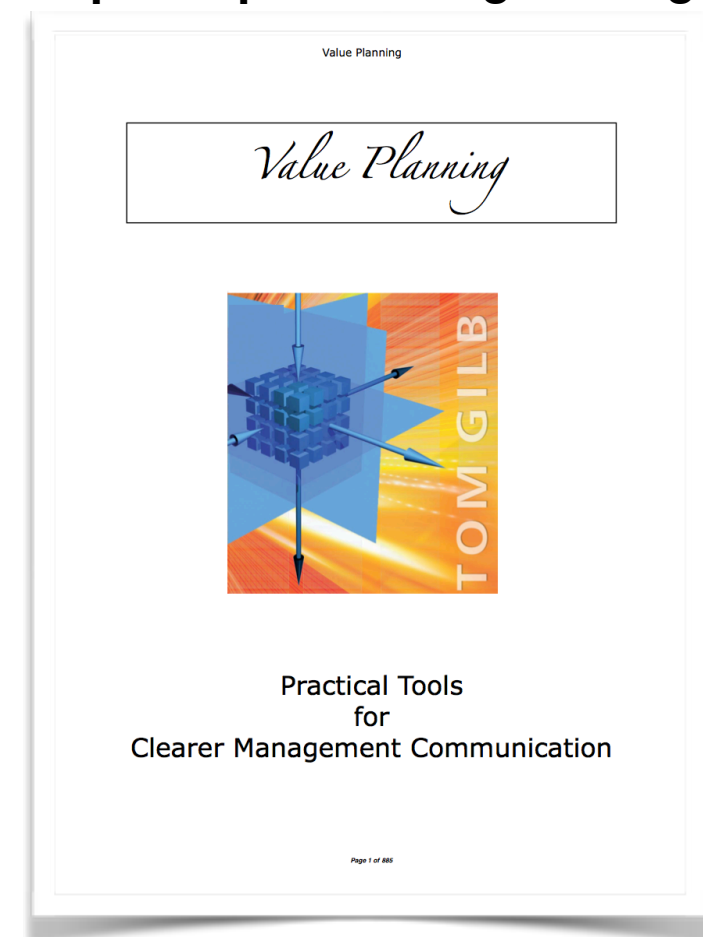 Value Planning
Value Planning
TOM GILB
Practical Tools
for
Clearer Management Communication
Page 1 of 885